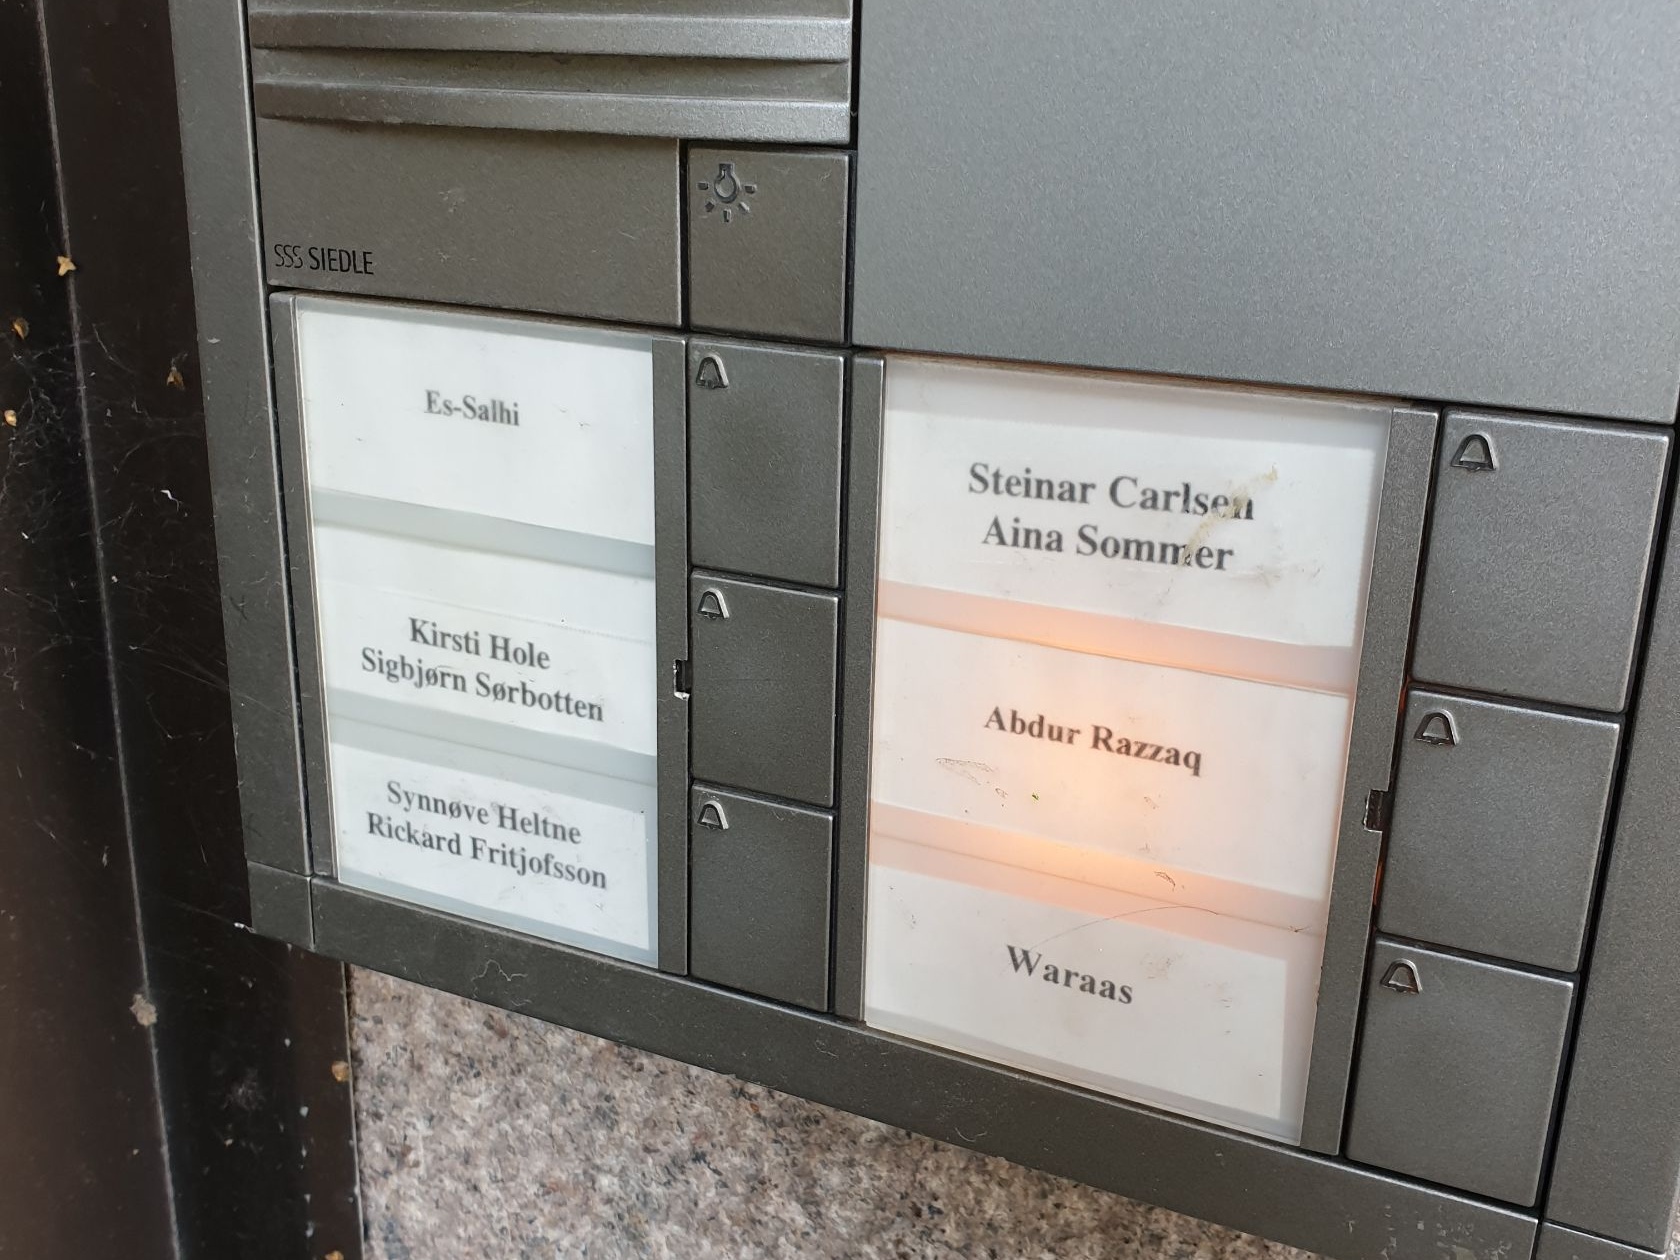 SSS SIEDLE
Es-Salhi
Kirsti Hole
Sigbjørn Sørbotten
Synnøve Heltne
Rickard Fritjofsson
Steinar Carlsen
Aina Sommer
Abdur Razzaq
Waraas